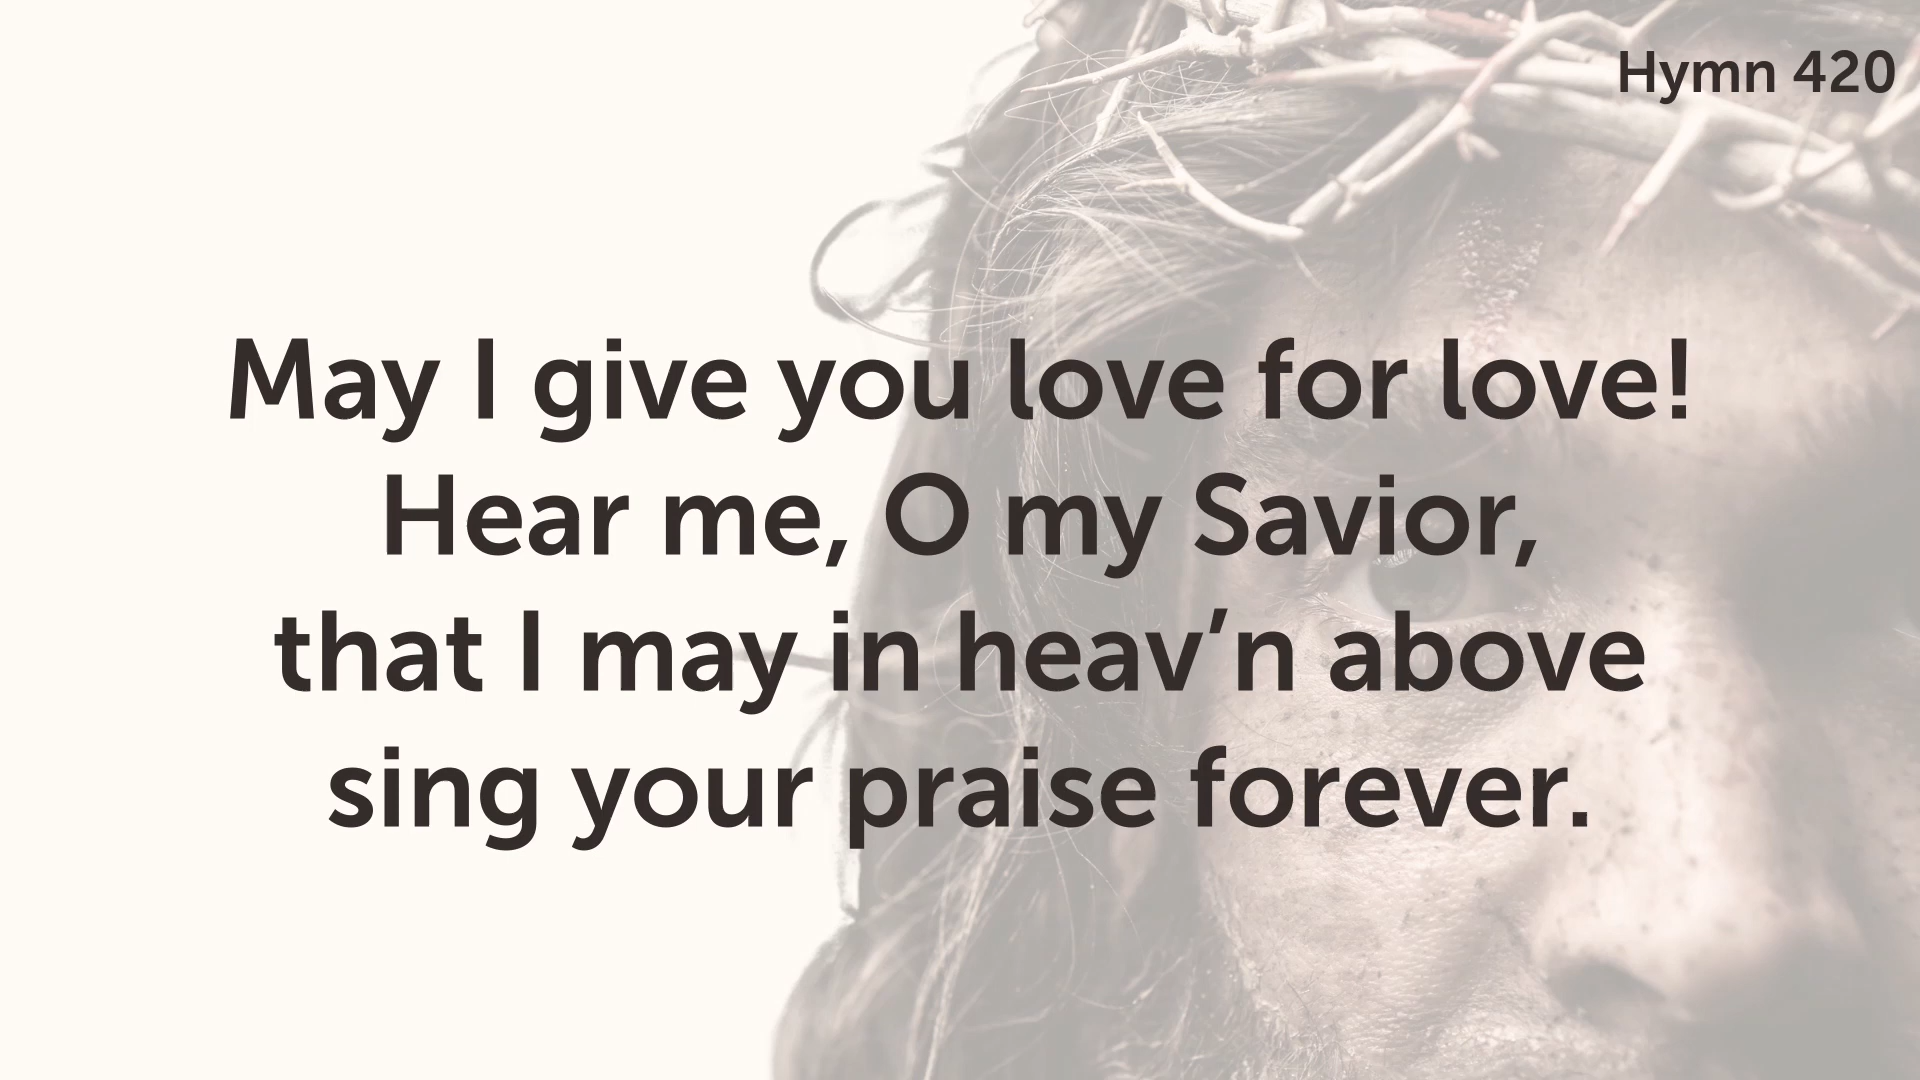 Hymn 420
May I give you love for love!
Hear me, O my Savior,
that I may in heav’n above
sing your praise forever.